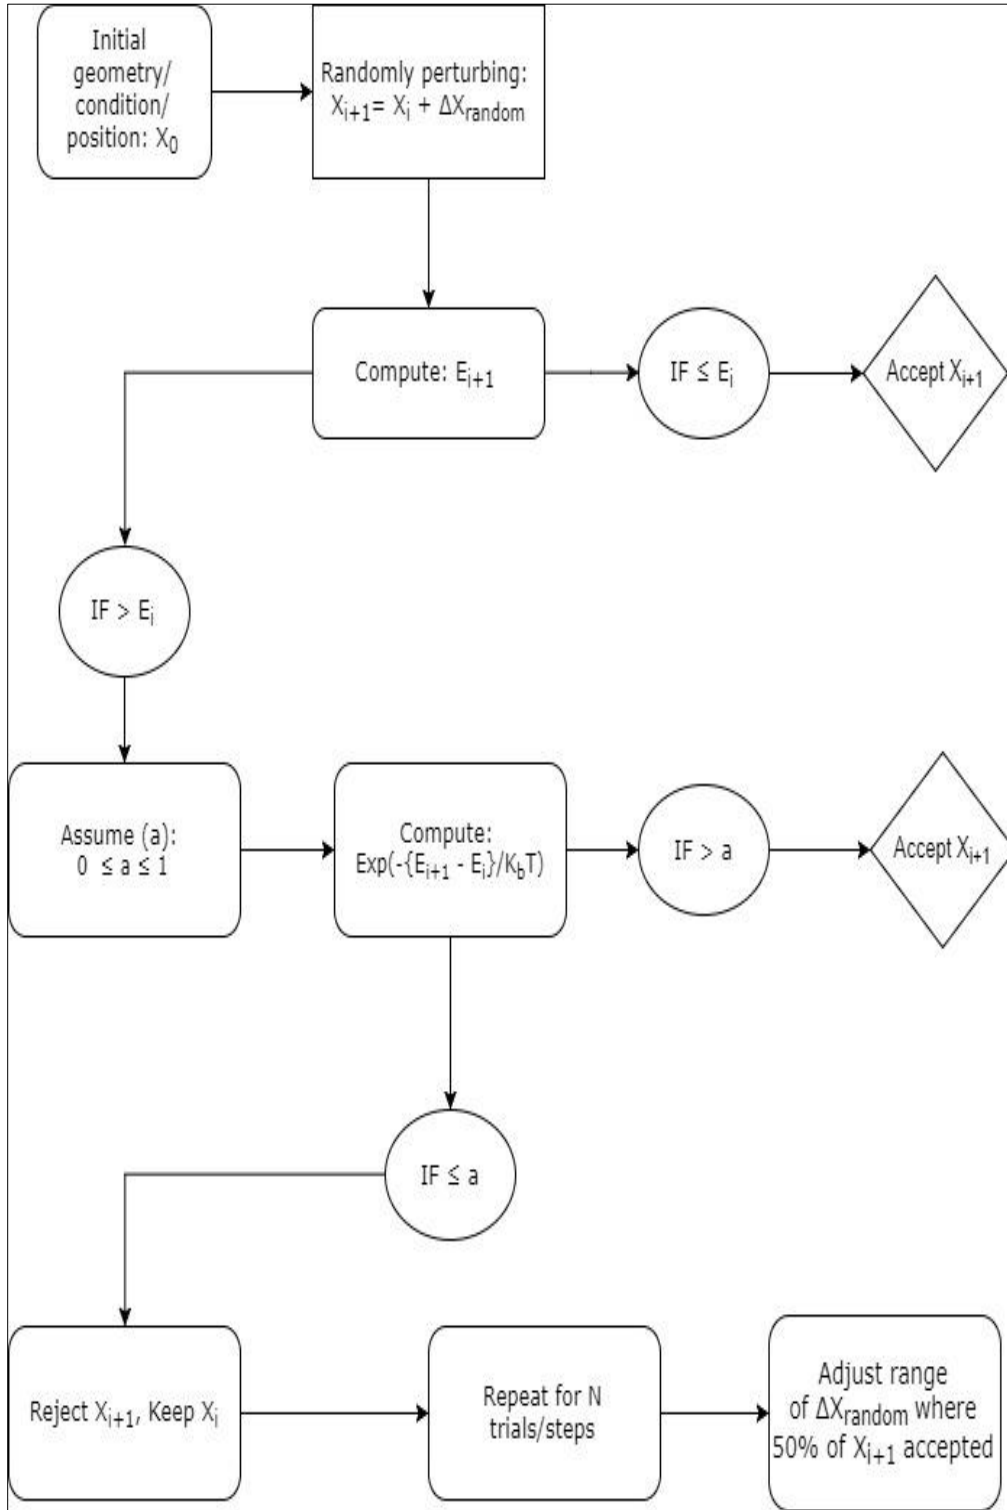 Initial
geometry/
condition/
position: X₀
Randomly perturbing:
Xᵢ₊₁= Xᵢ + ΔXrandom
Compute: Eᵢ₊₁
IF ≤ Eᵢ
Accept Xᵢ₊₁
IF > Eᵢ
Assume (a):
0 ≤ a ≤ 1
Compute:
Exp(-{Eᵢ₊₁ - Eᵢ}/KbT)
IF > a
Accept Xᵢ₊₁
IF ≤ a
Reject Xᵢ₊₁, Keep Xᵢ
Repeat for N
trials/steps
Adjust range
of ΔXrandom where
50% of Xᵢ₊₁ accepted